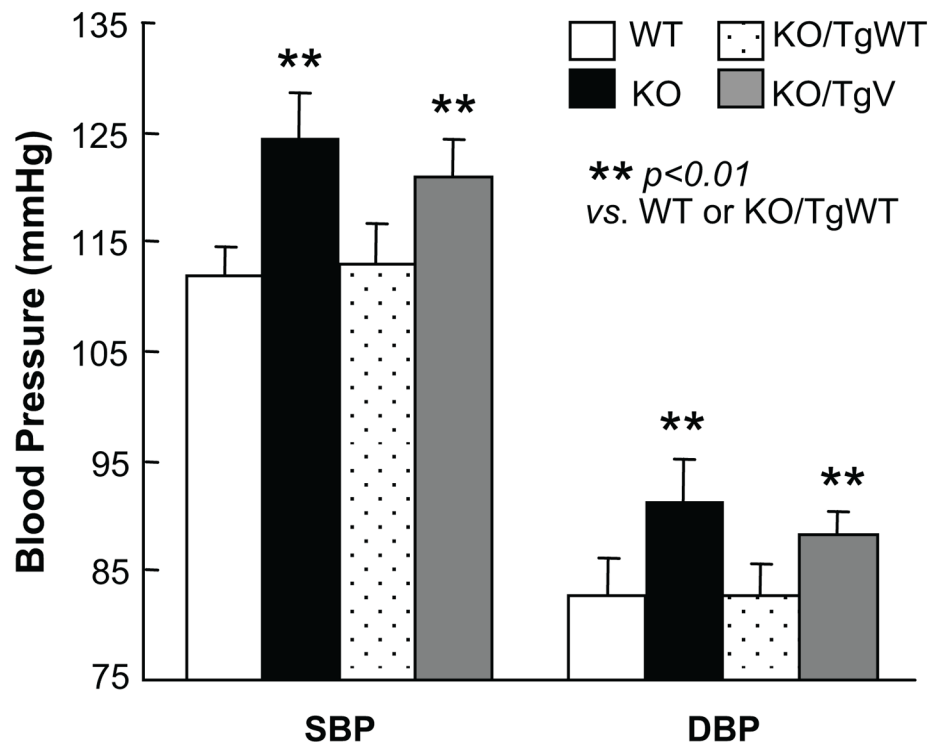 135
125
115
105
95
85
75
Blood Pressure (mmHg)
WT
KO/TgWT
KO
KO/TgV
** p<0.01
vs. WT or KO/TgWT
**
**
**
**
SBP
DBP